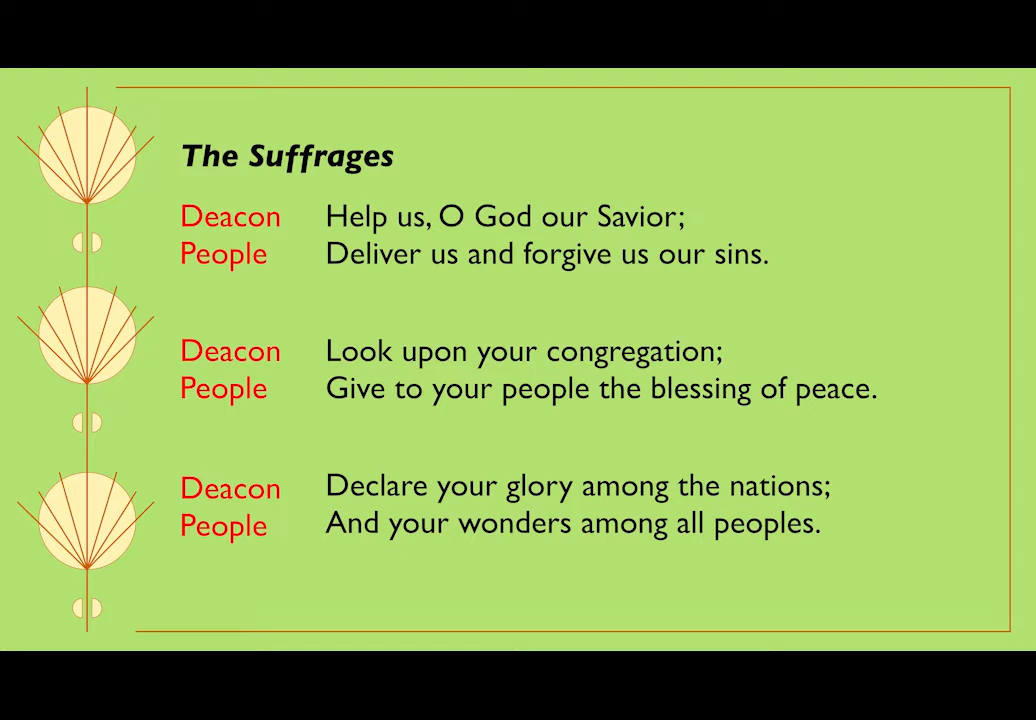 The Suffrages
Deacon Help us, O God our Savior;
People Deliver us and forgive us our sins.
Deacon Look upon your congregation;
People Give to your people the blessing of peace.
Deacon Declare your glory among the nations;
People And your wonders among all peoples.